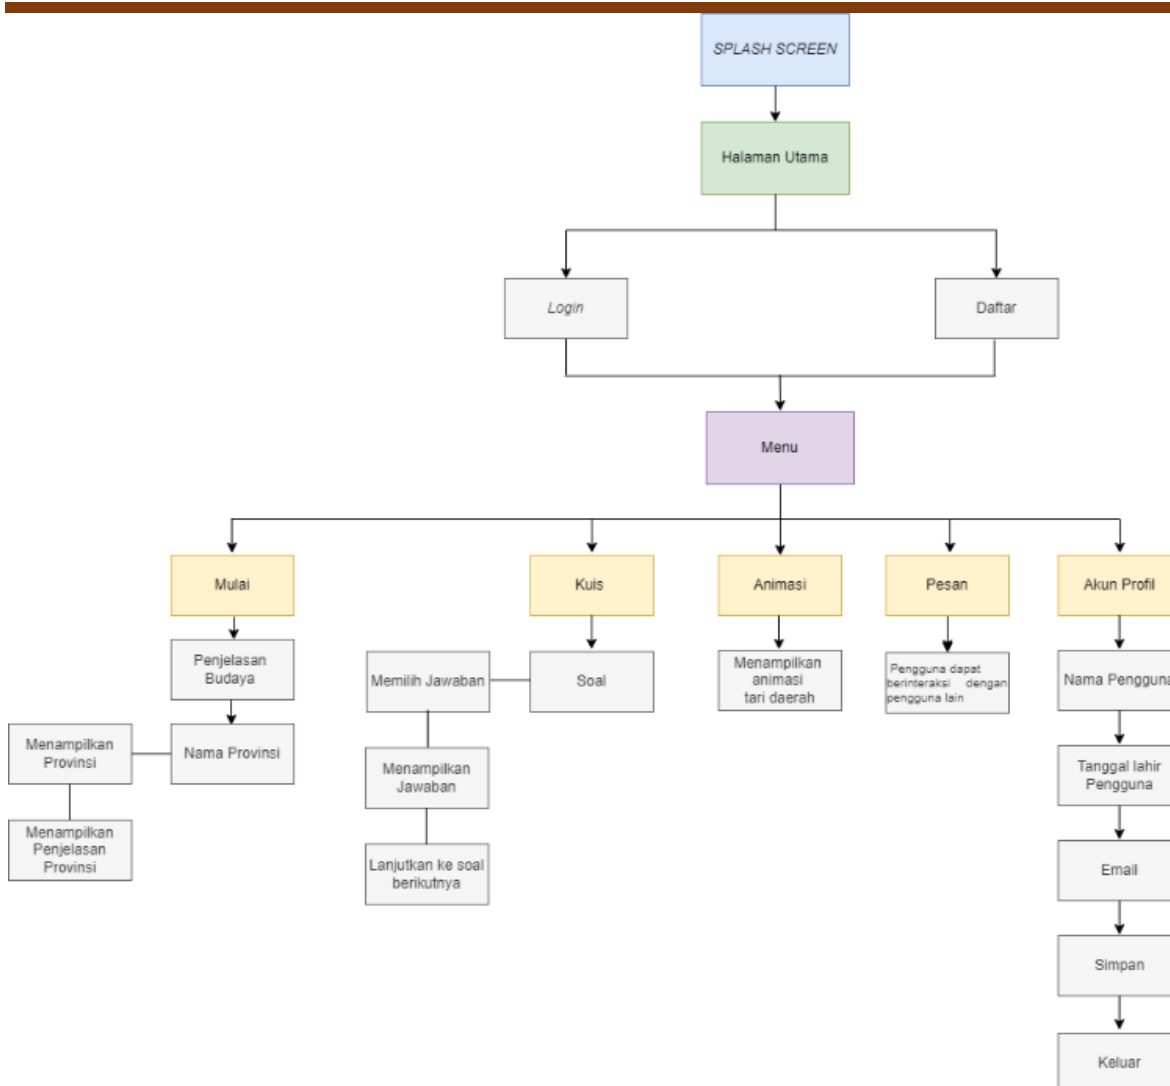 SPLASH SCREEN
Halaman Utama
Login
Daftar
Menu
Mulai
Kuis
Animasi
Pesan
Akun Profil
Penjelasan
Budaya
Nama Provinsi
Menampilkan
Provinsi
Menampilkan
Penjelasan
Provinsi
Soal
Memilih Jawaban
Menampilkan
Jawaban
Lanjutkan ke soal
berikutnya
Menampilkan
animasi
tari daerah
Pengguna dapat
berinteraksi dengan
pengguna lain
Nama Pengguna
Tanggal lahir
Pengguna
Email
Simpan
Keluar